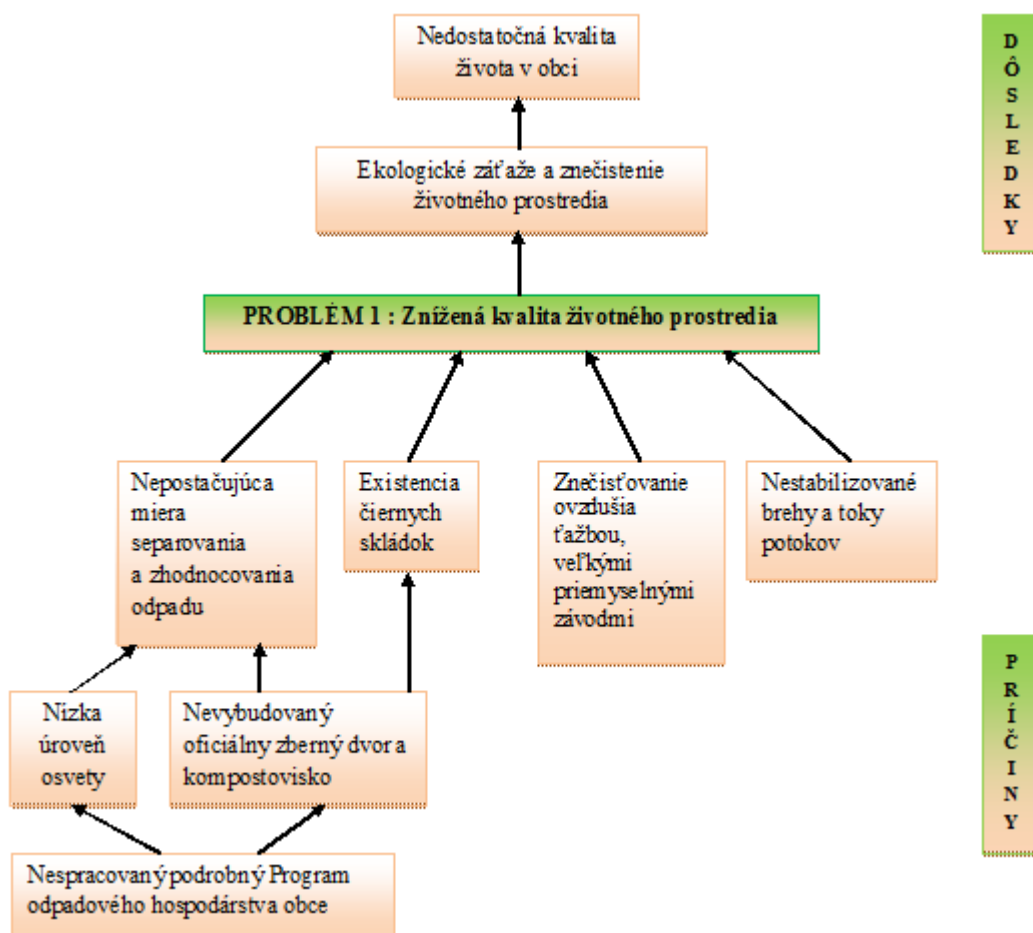 Nedostatočná kvalita
života v obci
Ekologické záťaže a znečistenie
životného prostredia
D
Ô
S
L
E
D
K
Y
PROBLÉM 1 : Znížená kvalita životného prostredia
Nepostačujúca
miera
separovania
a zhodnocovania
odpadu
Existencia
čiernych
skládok
Znečisťovanie
ovzdušia
ťažbou,
veľkými
priemyselnými
závodmi
Nestabilizované
brehy a toky
potokov
Nízka
úroveň
osvety
Nevybudovaný
oficiálny zberný dvor a
kompostovisko
Nespracovaný podrobný Program
odpadového hospodárstva obce
P
R
Í
Č
I
N
Y